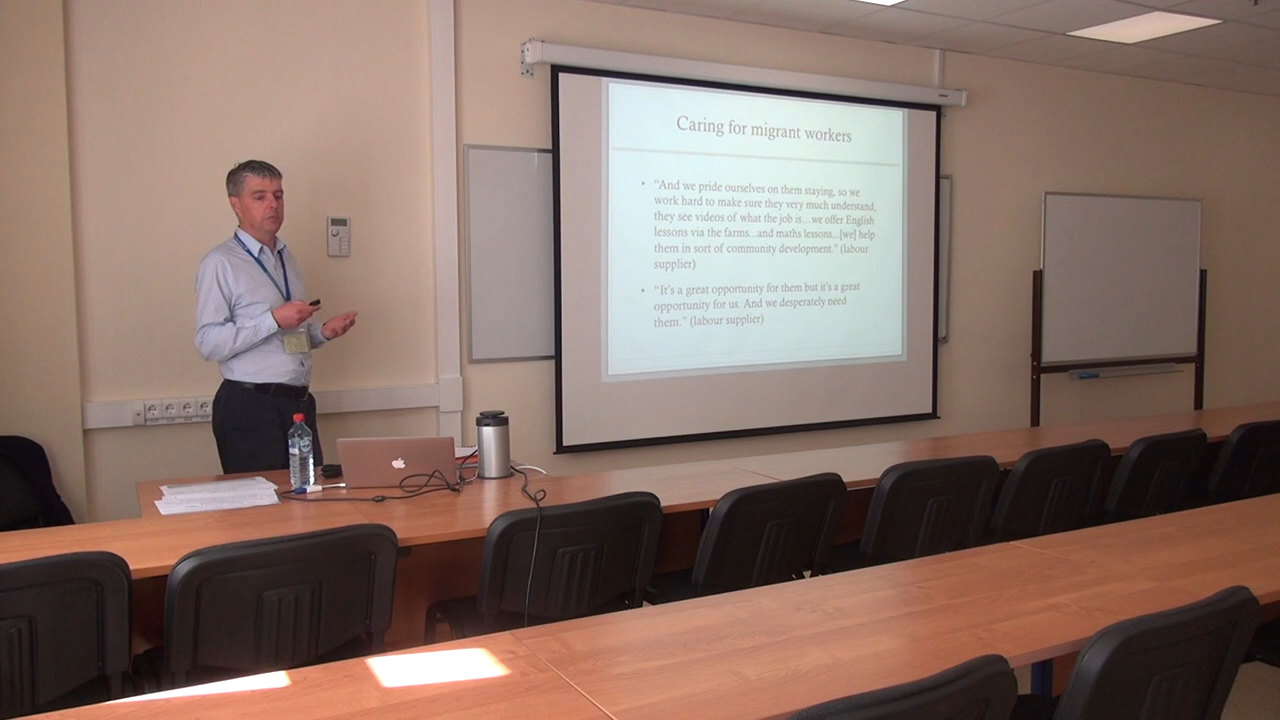 Caring for migrant workers
• "And we pride ourselves on them staying, so we
work hard to make sure they very much understand,
they see videos of what the job is...we offer English
lessons via the farms...and maths lessons...[we] help
them in sort of community development." (labour
supplier)
• "It's a great opportunity for them but it's a great
opportunity for us. And we desperately need
them." (labour supplier)